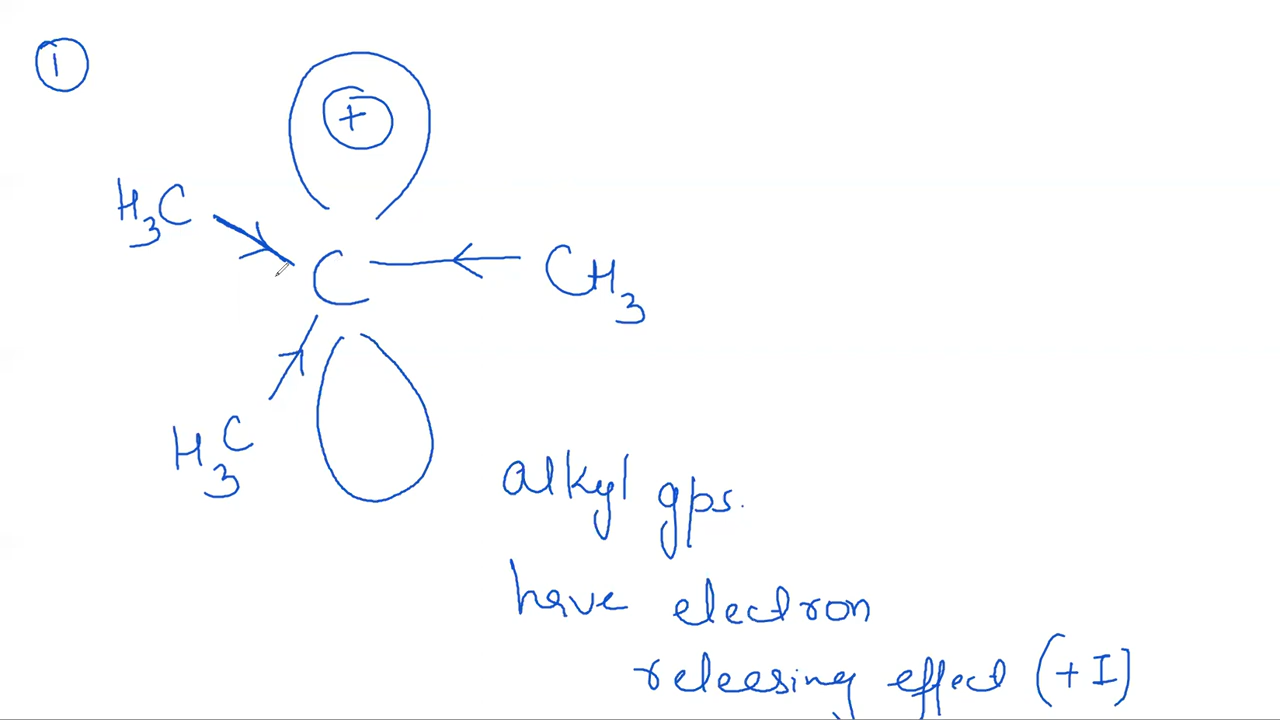 1
+
H3C
C
CH3
H3C
alkyl gps.
have electron
releasing effect (+I)